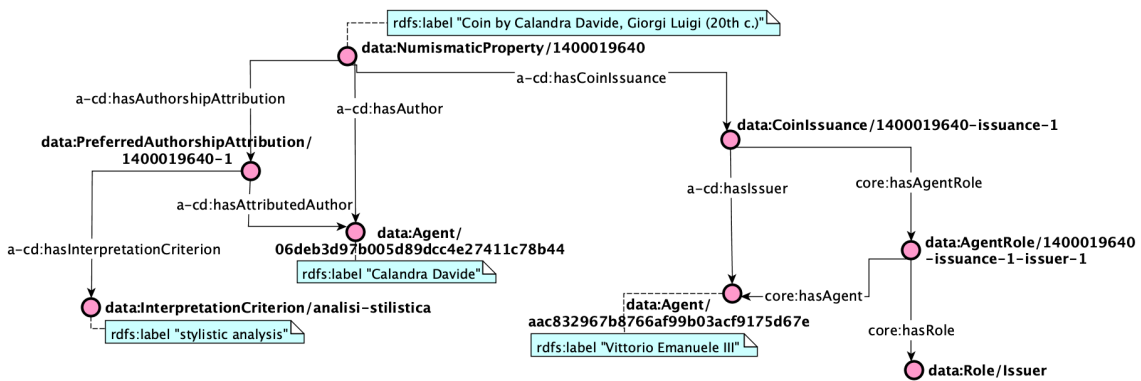 rdfs:label "Coin by Calandra Davide, Giorgi Luigi (20th c.)"
data:NumismaticProperty/1400019640
a-cd:hasCoinIssuance
a-cd:hasAuthorshipAttribution
a-cd:hasAuthor
data:CoinIssuance/1400019640-issuance-1
data:PreferredAuthorshipAttribution/
1400019640-1
a-cd:hasIssuer
core:hasAgentRole
a-cd:hasAttributedAuthor
data:Agent/
06deb3d97b005d89dcc4e27411c78b44
a-cd:hasInterpretationCriterion
data:AgentRole/1400019640
-issuance-1-issuer-1
rdfs:label "Calandra Davide"
core:hasAgent
data:InterpretationCriterion/analisi-stilistica
data:Agent/
aac832967b8766af99b03acf9175d67e
rdfs:label "stylistic analysis"
core:hasRole
rdfs:label "Vittorio Emanuele III"
data:Role/Issuer